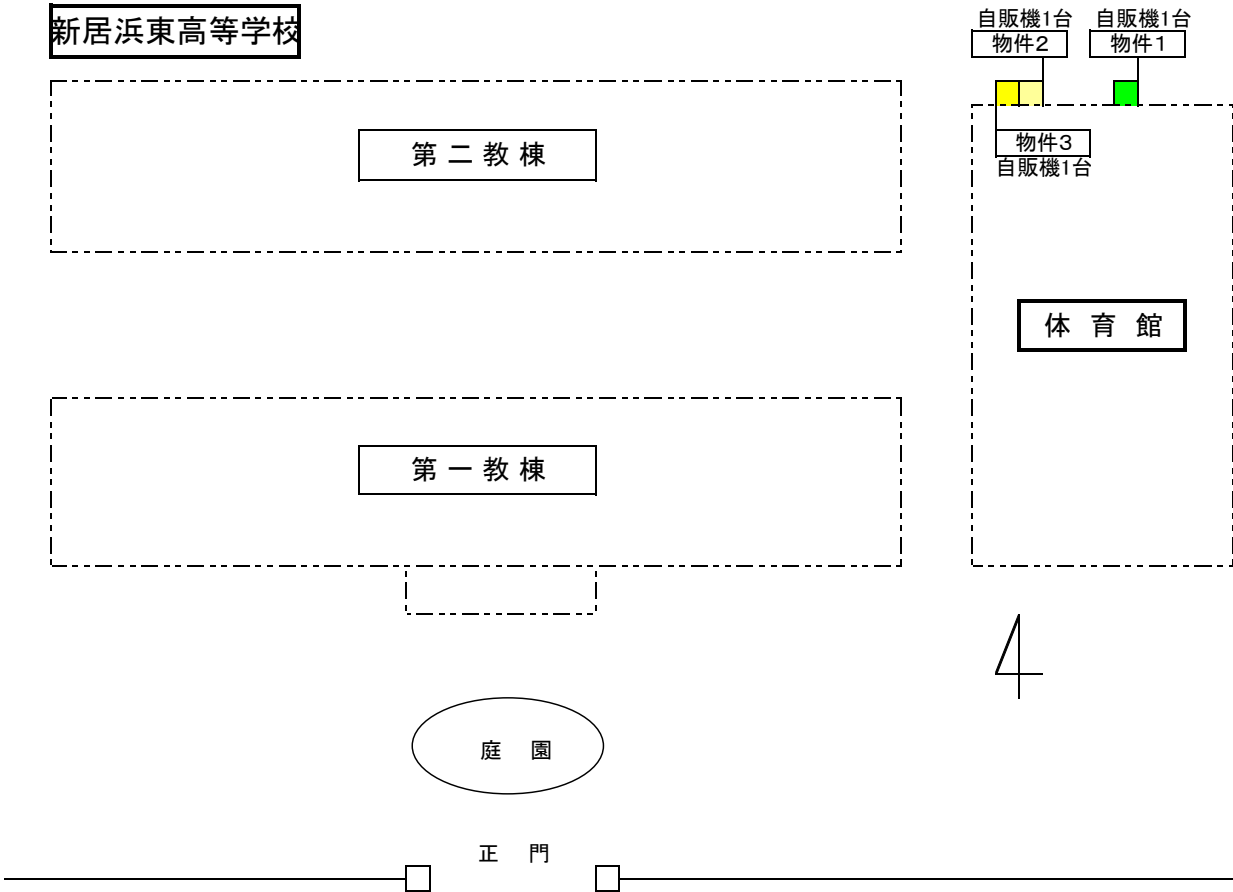 新居浜東高等学校
自販機1台
自販機1台
物件2
物件1
第二教棟
物件3
自販機1台
体育館
第一教棟
庭園
正門